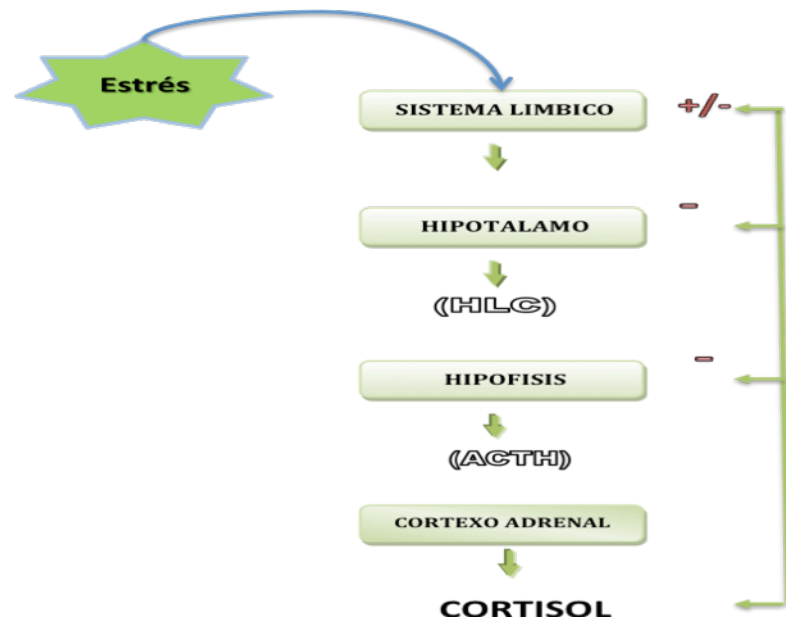 Estrés
SISTEMA LIMBICO
+/-
HIPOTALAMO
-
(HLC)
HIPOFISIS
-
(ACTH)
CORTEXO ADRENAL
CORTISOL